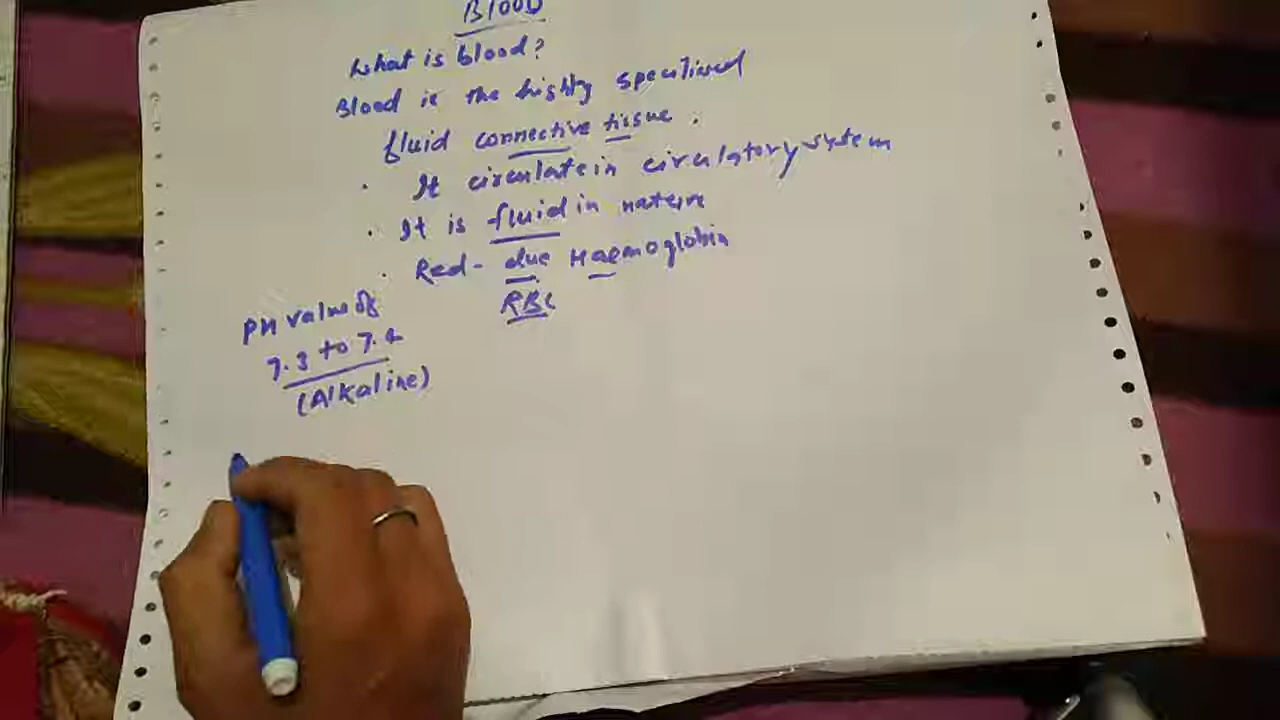 Blood
What is blood?
Blood is the highly specilised
fluid connective tissue.
. It circulate in circulatory system
. It is fluid in nature
. Red - due Haemoglobin
RBC
PH value of
7.3 to 7.4
(Alkaline)